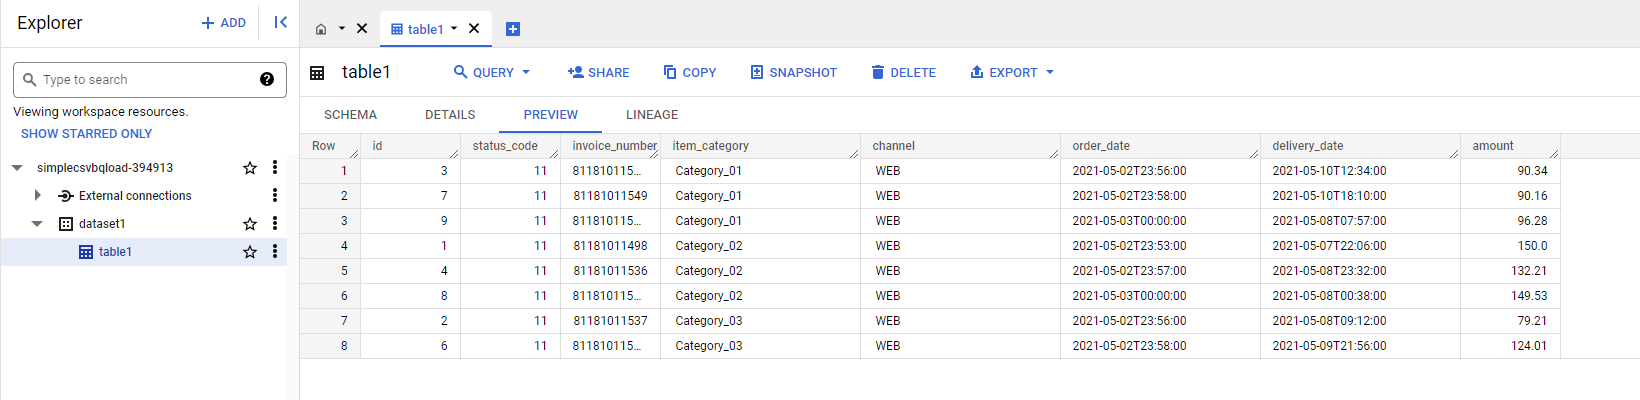 Explorer
+ ADD
Type to search
Viewing workspace resources.
SHOW STARRED ONLY
simplecsvbqload-394913
External connections
dataset1
table1
table1
table1
QUERY SHARE COPY SNAPSHOT DELETE EXPORT
SCHEMA DETAILS PREVIEW LINEAGE
Row id status_code invoice_number item_category channel order_date delivery_date amount
1 3 11 811810115... Category_01 WEB 2021-05-02T23:56:00 2021-05-10T12:34:00 90.34
2 7 11 81181011549 Category_01 WEB 2021-05-02T23:58:00 2021-05-10T18:10:00 90.16
3 9 11 811810115... Category_01 WEB 2021-05-03T00:00:00 2021-05-08T07:57:00 96.28
4 1 11 81181011498 Category_02 WEB 2021-05-02T23:53:00 2021-05-07T22:06:00 150.0
5 4 11 81181011536 Category_02 WEB 2021-05-02T23:57:00 2021-05-08T23:32:00 132.21
6 8 11 811810115... Category_02 WEB 2021-05-03T00:00:00 2021-05-08T00:38:00 149.53
7 2 11 81181011537 Category_03 WEB 2021-05-02T23:56:00 2021-05-08T09:12:00 79.21
8 6 11 811810115... Category_03 WEB 2021-05-02T23:58:00 2021-05-09T21:56:00 124.01